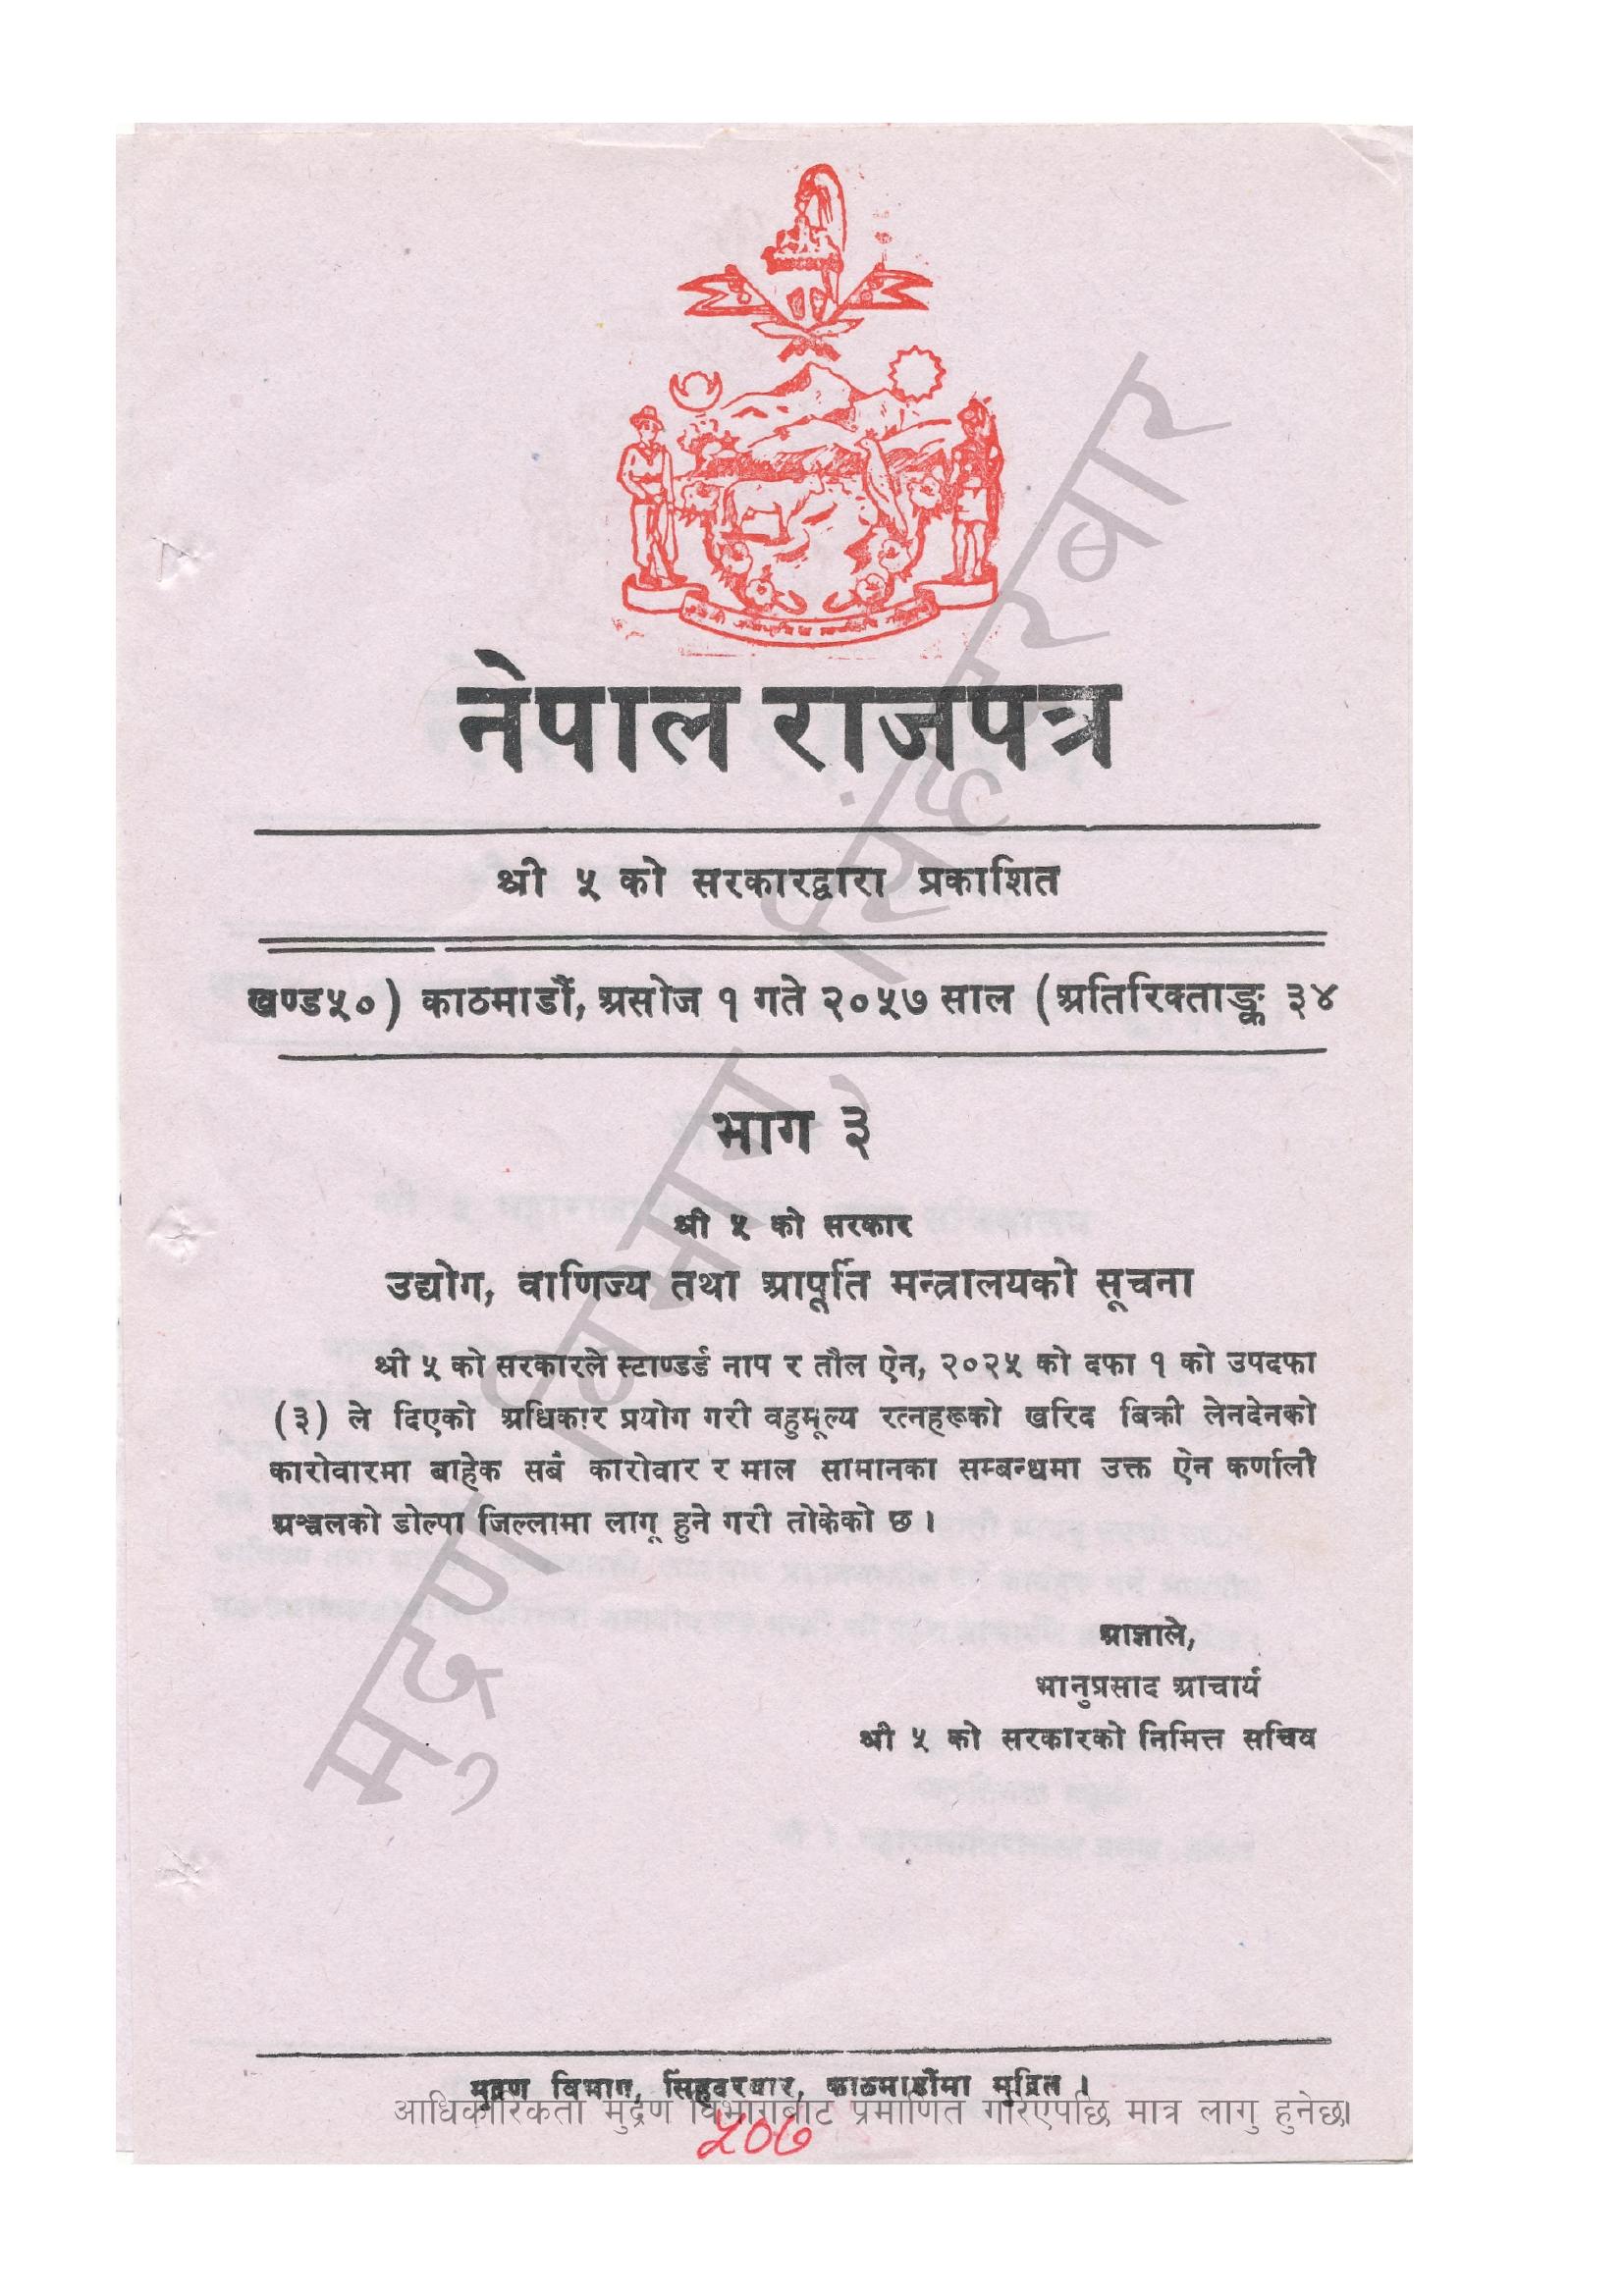 नेपाल राजपत्र
श्री ५ को सरकारद्वारा प्रकाशित
खण्ड५०) काठमाडौं, असोज १ गते २०५७ साल (अतिरिक्ताङ्क ३४
भाग ३
श्री ५ को सरकार
उद्योग, वाणिज्य तथा आपूर्ति मन्त्रालयको सूचना
श्री ५ को सरकारले स्टाण्डर्ड नाप र तौल ऐन, २०२५ को दफा १ को उपदफा
(३) ले दिएको अधिकार प्रयोग गरी वहुमूल्य रत्नहरूको खरिद बिक्री लेनदेनको
कारोवारमा बाहेक सबै कारोवार र माल सामानका सम्बन्धमा उक्त ऐन कर्णाली
अञ्चलको डोल्पा जिल्लामा लागू हुने गरी तोकेको छ ।
आज्ञाले,
भानुप्रसाद आचार्य
श्री ५ को सरकारको निमित्त सचिव
मुद्रण विभाग, सिंहदरबार, काठमाडौंमा मुद्रित ।
आधिकारिकता मुद्रण विभागबाट प्रमाणित गरिएपछि मात्र लागु हुनेछ।
५०७
मुद्रण विभाग, सिंहदरबार